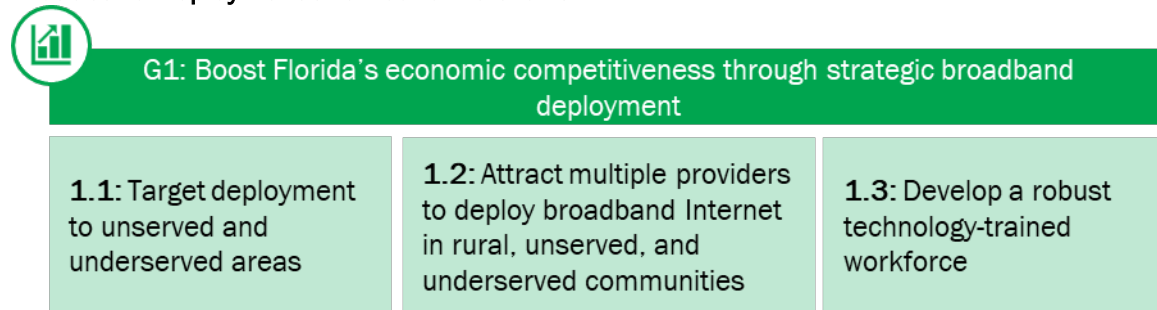 G1: Boost Florida's economic competitiveness through strategic broadband
deployment
1.1: Target deployment
to unserved and
underserved areas
1.2: Attract multiple providers
to deploy broadband Internet
in rural, unserved, and
underserved communities
1.3: Develop a robust
technology-trained
workforce